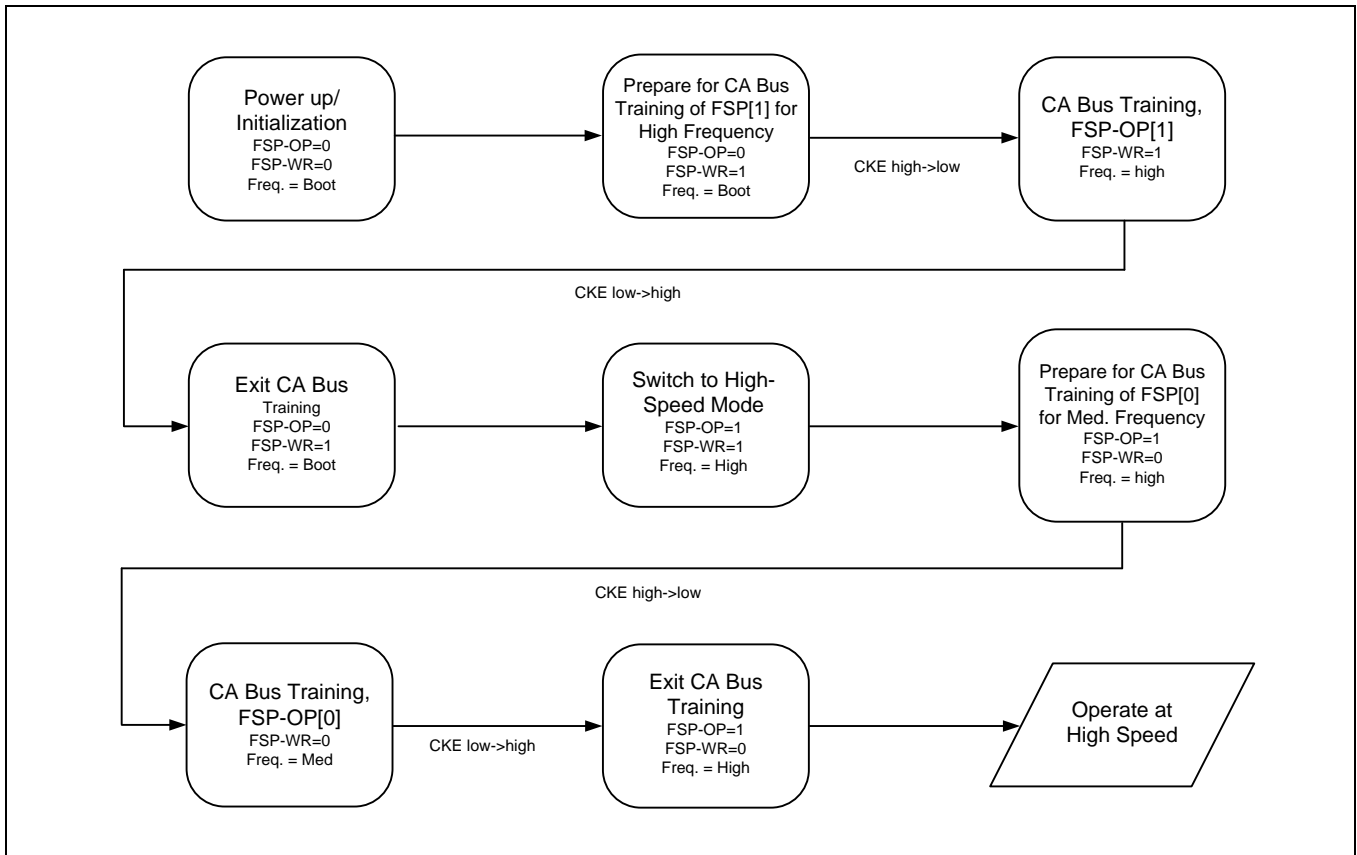 Power up/
Initialization
FSP-OP=0
FSP-WR=0
Freq. = Boot
Prepare for CA Bus
Training of FSP[1] for
High Frequency
FSP-OP=0
FSP-WR=1
Freq. = Boot
CKE high->low
CA Bus Training,
FSP-OP[1]
FSP-WR=1
Freq. = high
CKE low->high
Exit CA Bus
Training
FSP-OP=0
FSP-WR=1
Freq. = Boot
Switch to High-
Speed Mode
FSP-OP=1
FSP-WR=1
Freq. = High
Prepare for CA Bus
Training of FSP[0]
for Med. Frequency
FSP-OP=1
FSP-WR=0
Freq. = high
CKE high->low
CA Bus Training,
FSP-OP[0]
FSP-WR=0
Freq. = Med
CKE low->high
Exit CA Bus
Training
FSP-OP=1
FSP-WR=0
Freq. = High
Operate at
High Speed